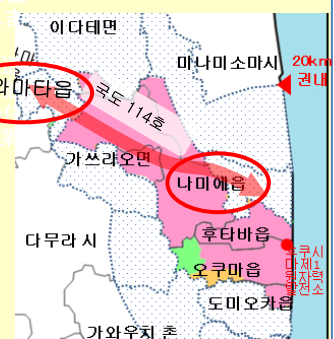 이다테면
미나미소마시
20km
권내
와마타읍
국도 114호
가쓰라오면
나미에읍
후타바읍
다무라 시
오쿠마읍
도미오카읍
가와우치 촌
후쿠시
마제1
원자력
발전소